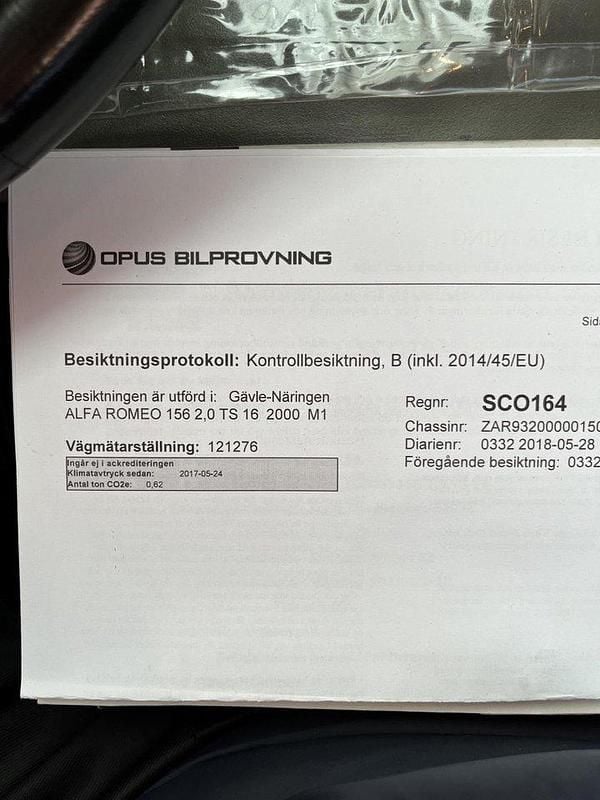 OPUS BILPROVNING
Besiktningsprotokoll: Kontrollbesiktning, B (inkl. 2014/45/EU)
Besiktningen är utförd i: Gävle-Näringen
ALFA ROMEO 156 2,0 TS 16 2000 M1
Vägmätarställning: 121276
Ingår ej i ackrediteringen
Klimatavtryck sedan: 2017-05-24
Antal ton CO2e: 0,62
Regnr: SCO164
Chassinr: ZAR93200000150
Diarienr: 0332 2018-05-28
Föregående besiktning: 0332